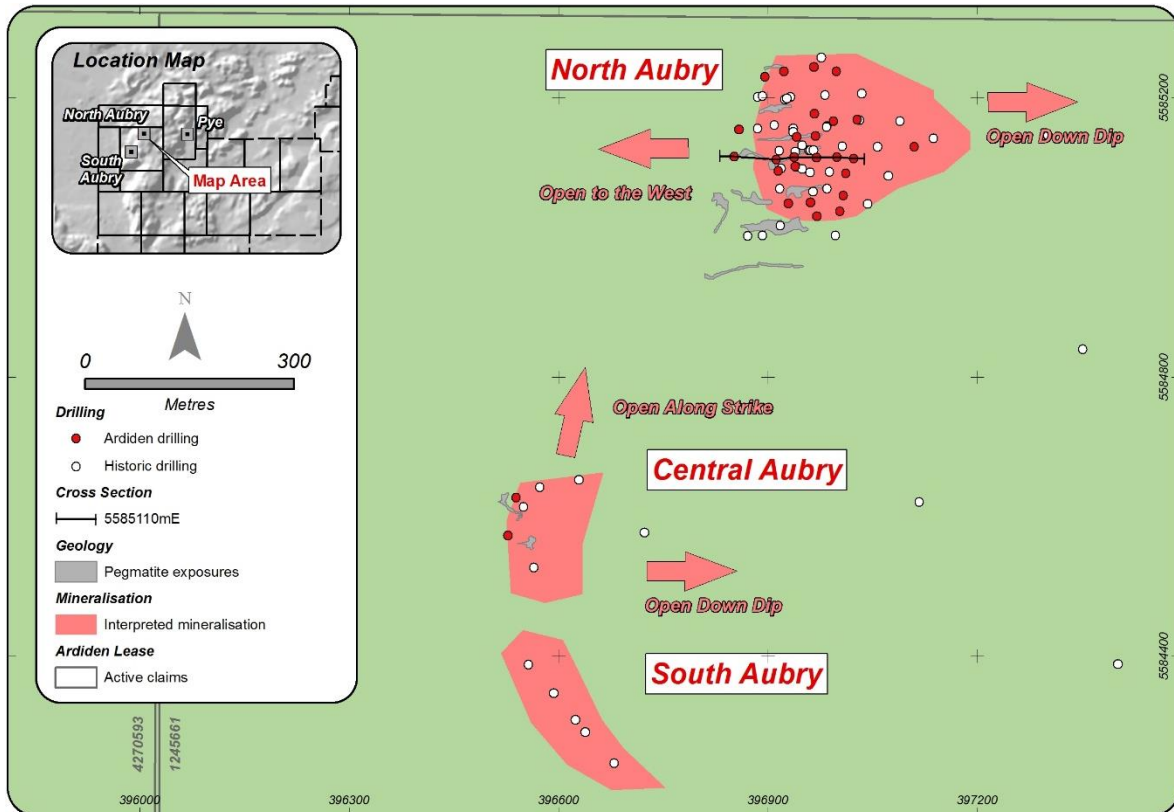 Location Map
North Aubry
Pye
South
Aubry
Map Area
N
0 300
Metres
Drilling
Ardiden drilling
Historic drilling
Cross Section
5585110mE
Geology
Pegmatite exposures
Mineralisation
Interpreted mineralisation
Ardiden Lease
Active claims
North Aubry
Open Down Dip
Open to the West
Open Along Strike
Central Aubry
Open Down Dip
South Aubry
5585200
5584800
5584400
4270593
1245661
396000 396300 396600 396900 397200